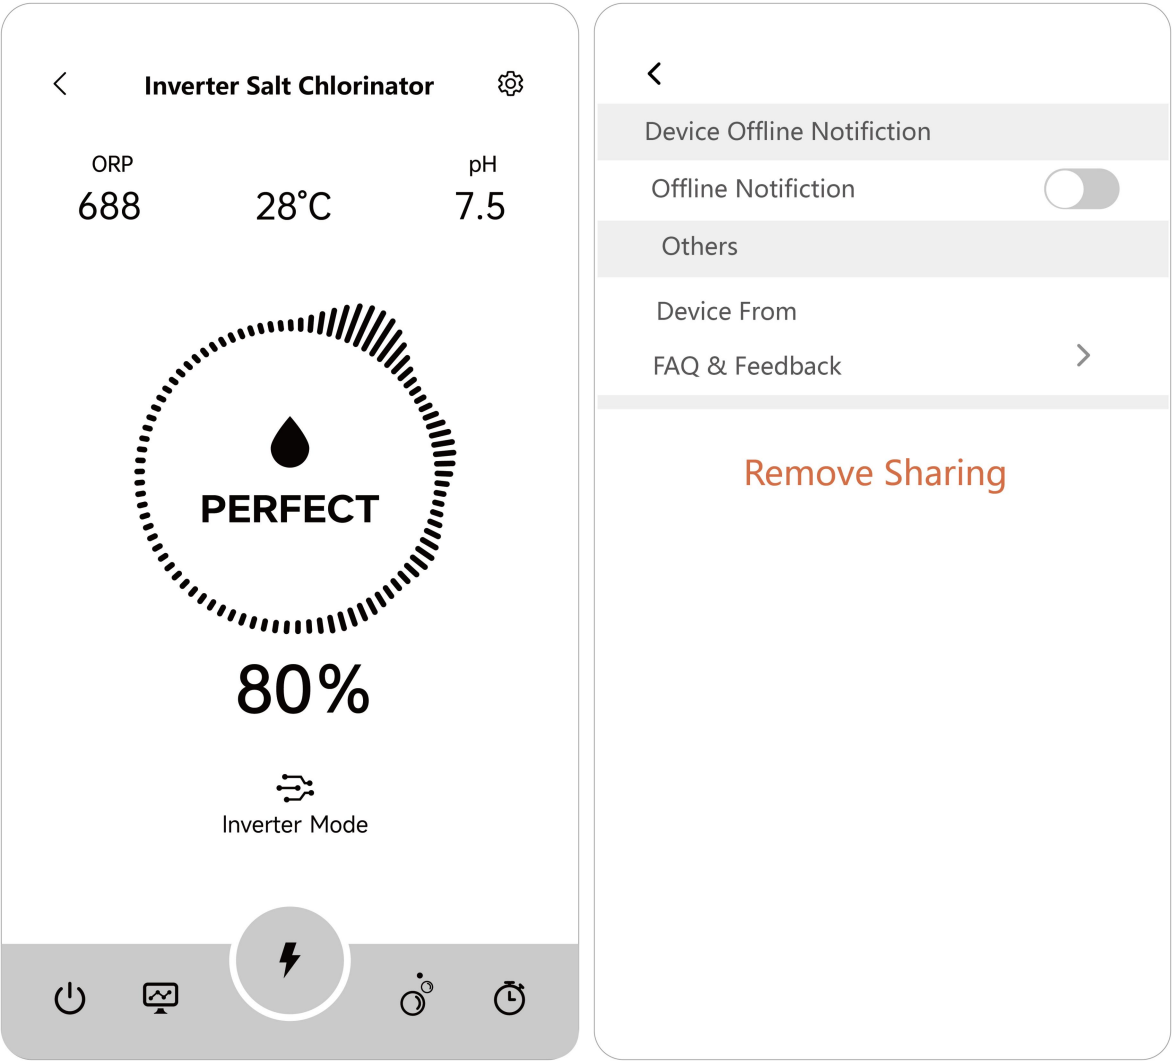 Inverter Salt Chlorinator
ORP
pH
688
28°C
7.5
PERFECT
80%
Inverter Mode
Device Offline Notifiction
Offline Notifiction
Others
Device From
FAQ & Feedback
Remove Sharing